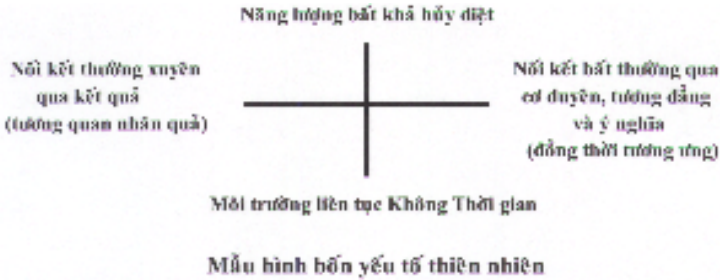 Năng lượng bất khả hủy diệt
Nối kết thường xuyên
qua kết quả
(tương quan nhân quả)
Nối kết bất thường qua
cơ duyên, tương đẳng
và ý nghĩa
(đồng thời tương ưng)
Môi trường liên tục Không Thời gian
Mẫu hình bốn yếu tố thiên nhiên